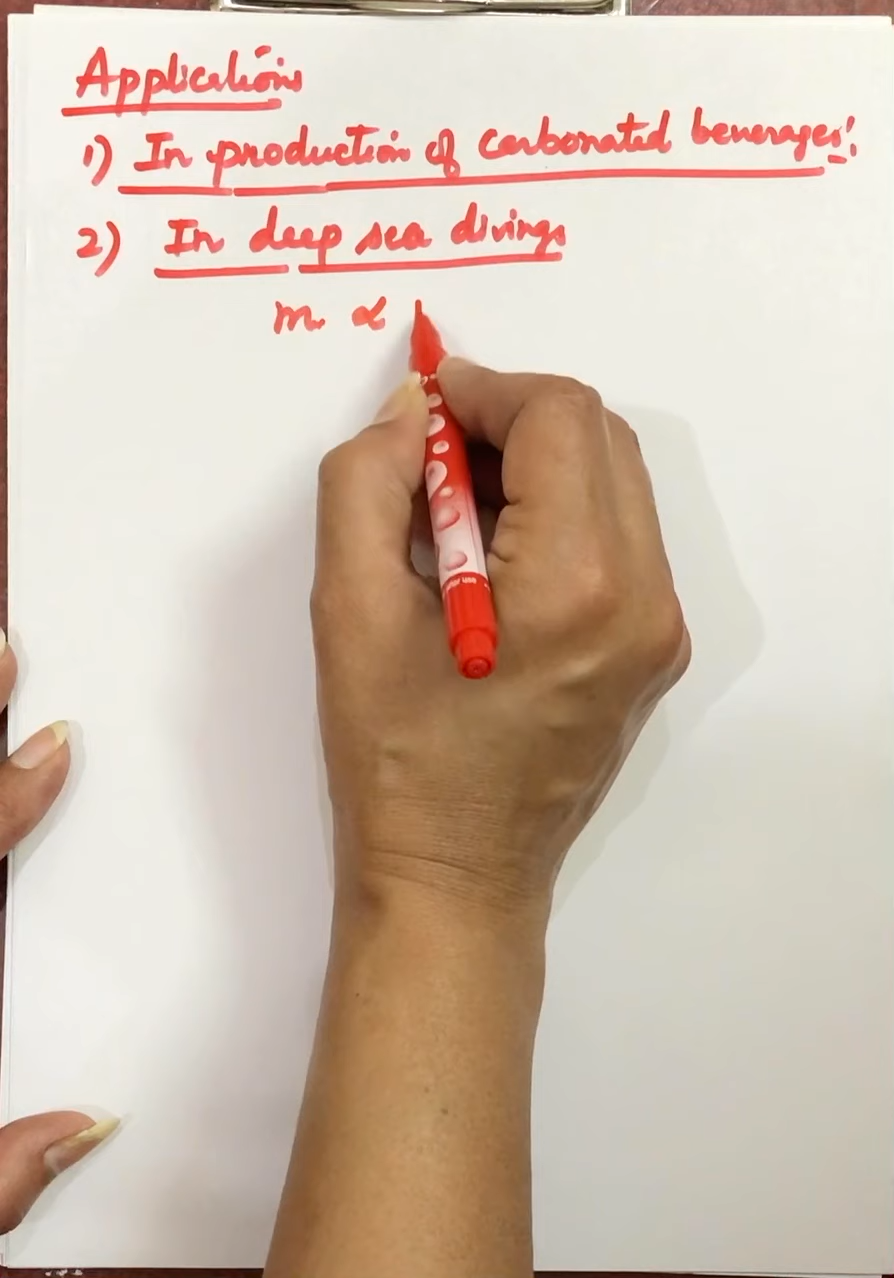 Applications
1) In production of carbonated beverages:
2) In deep sea divings
m ∝